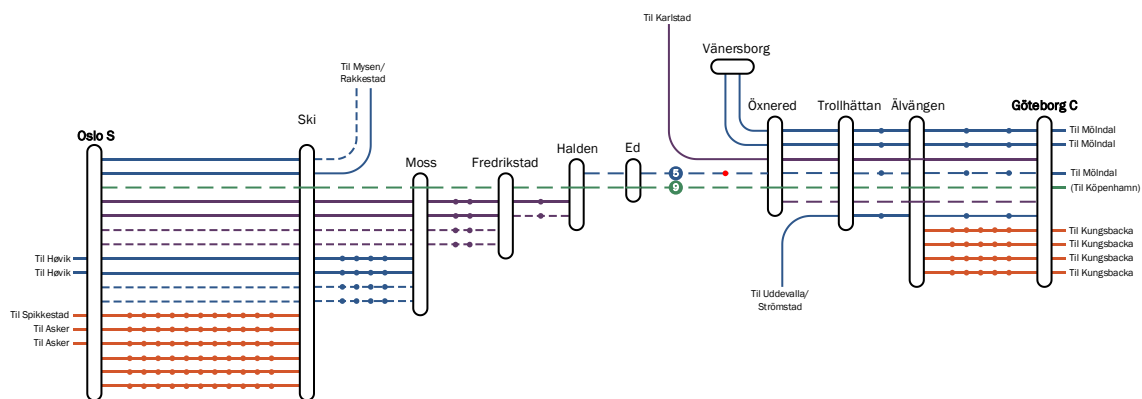 Til Karlstad
Vänersborg
Til Mysen/
Rakkestad
Öxnered
Trollhättan
Älvängen
Göteborg C
Ski
Oslo S
Til Mölndal
Til Mölndal
Moss
Fredrikstad
Halden
Ed
5
Til Mölndal
9
(Til Köpenhamn)
Til Kungsbacka
Til Kungsbacka
Til Kungsbacka
Til Kungsbacka
Til Høvik
Til Høvik
Til Uddevalla/
Strömstad
Til Spikkestad
Til Asker
Til Asker